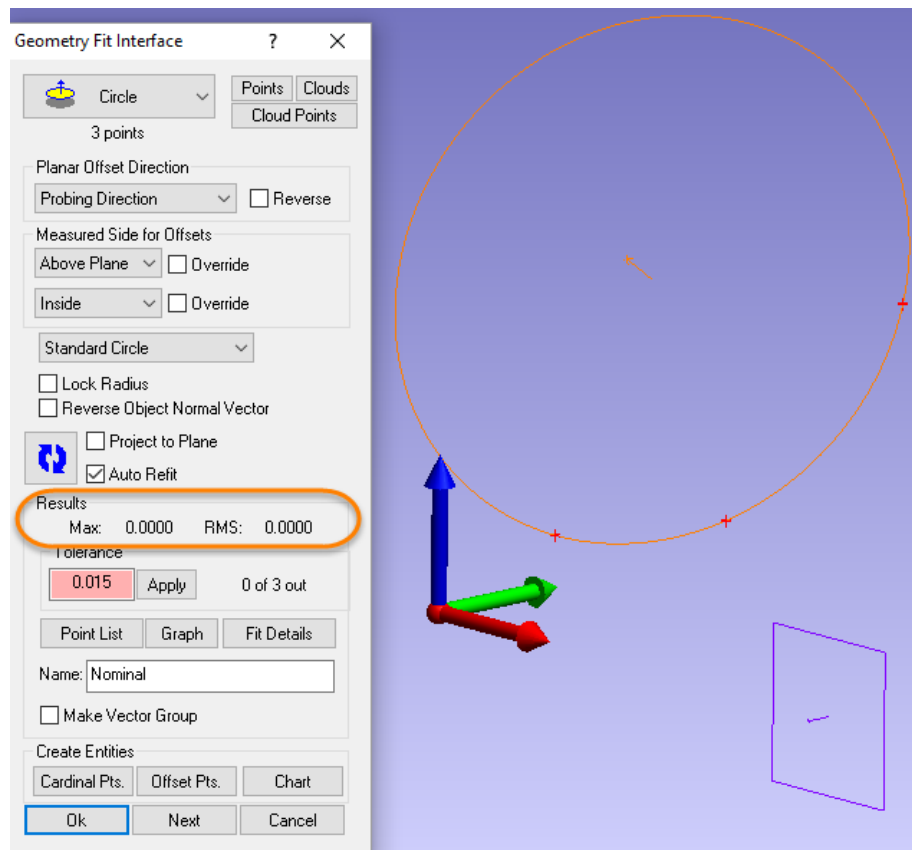 Geometry Fit Interface ? X
Circle
Points Clouds
Cloud Points
3 points
Planar Offset Direction
Probing Direction Reverse
Measured Side for Offsets
Above Plane Override
Inside Override
Standard Circle
Lock Radius
Reverse Object Normal Vector
Project to Plane
Auto Refit
Results
Max: 0.0000 RMS: 0.0000
Tolerance
0.015 Apply 0 of 3 out
Point List Graph Fit Details
Name: Nominal
Make Vector Group
Create Entities
Cardinal Pts. Offset Pts. Chart
Ok Next Cancel